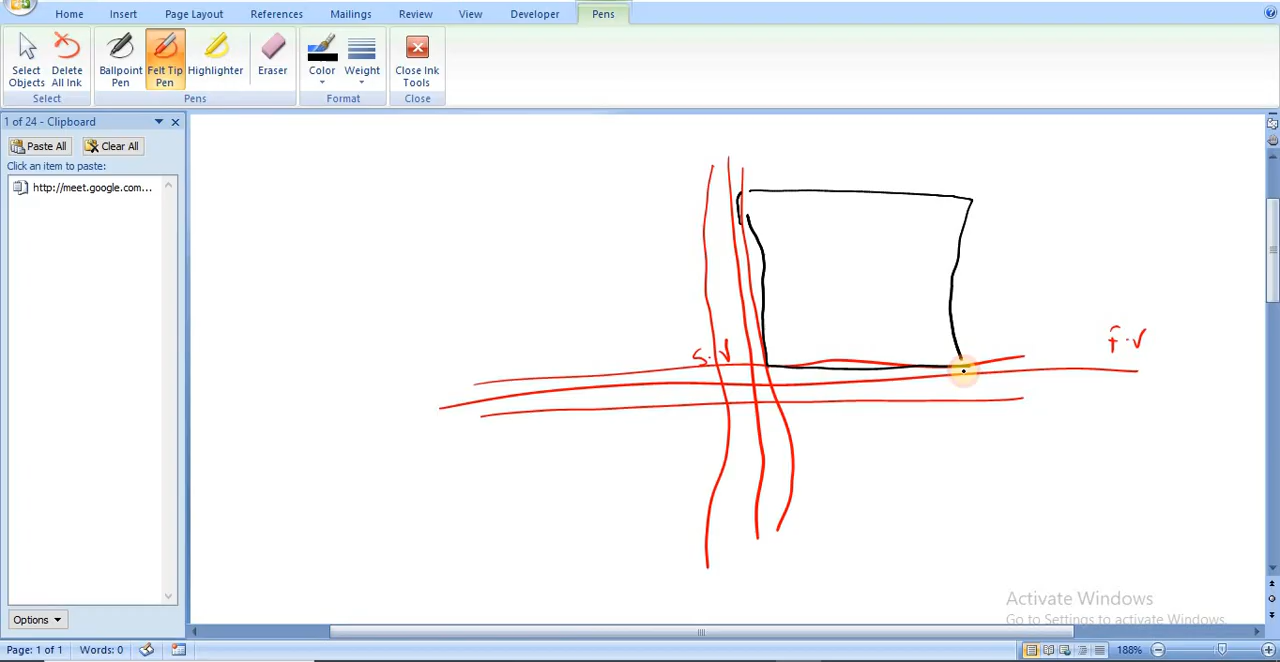 Home Insert Page Layout References Mailings Review View Developer Pens
Select Objects Delete All Ink Ballpoint Pen Felt Tip Pen Highlighter Eraser Color Weight Close Ink Tools
Select Pens Format Close
1 of 24 - Clipboard
Paste All Clear All
Click an item to paste:
http://meet.google.com...
F.V
S.V
Activate Windows
Go to Settings to activate Windows.
Options
Page: 1 of 1 Words: 0 188%